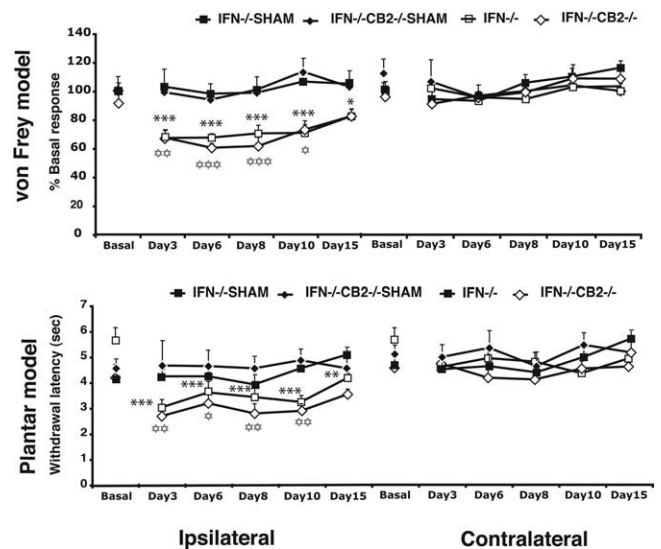 IFN-/-SHAM IFN-/-CB2-/-SHAM IFN-/- IFN-/-CB2-/-
von Frey model
% Basal response
140
120
100
80
60
40
20
0
*** *** *** *** *
✡✡ ✡✡✡ ✡✡✡ ✡
Basal Day3 Day6 Day8 Day10 Day15 Basal Day3 Day6 Day8 Day10 Day15
IFN-/-SHAM IFN-/-CB2-/-SHAM IFN-/- IFN-/-CB2-/-
Plantar model
Withdrawal latency (sec)
7
6
5
4
3
2
1
0
*** *** *** *** **
✡✡ ✡ ✡✡ ✡✡
Basal Day3 Day6 Day8 Day10 Day15 Basal Day3 Day6 Day8 Day10 Day15
Ipsilateral Contralateral